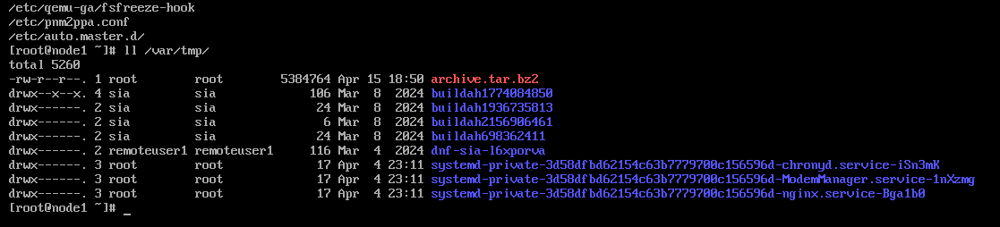 /etc/qemu-ga/fsfreeze-hook
/etc/pnm2ppa.conf
/etc/auto.master.d/
[root@node1 ~]# ll /var/tmp/
total 5260
-rw-r--r--. 1 root        root        5384764 Apr 15 18:50 archive.tar.bz2
drwx--x--x. 4 sia         sia             106 Mar  8  2024 buildah1774084850
drwx------. 2 sia         sia              24 Mar  8  2024 buildah1936735813
drwx------. 2 sia         sia               6 Mar  8  2024 buildah2156906461
drwx------. 2 sia         sia              24 Mar  8  2024 buildah698362411
drwx------. 2 remoteuser1 remoteuser1     116 Mar  4  2024 dnf-sia-l6xporva
drwx------. 3 root        root             17 Apr  4 23:11 systemd-private-3d58dfbd62154c63b7779700c156596d-chronyd.service-iSn3mK
drwx------. 3 root        root             17 Apr  4 23:11 systemd-private-3d58dfbd62154c63b7779700c156596d-ModemManager.service-1nXzmg
drwx------. 3 root        root             17 Apr  4 23:11 systemd-private-3d58dfbd62154c63b7779700c156596d-nginx.service-Bga1b0
[root@node1 ~]# _